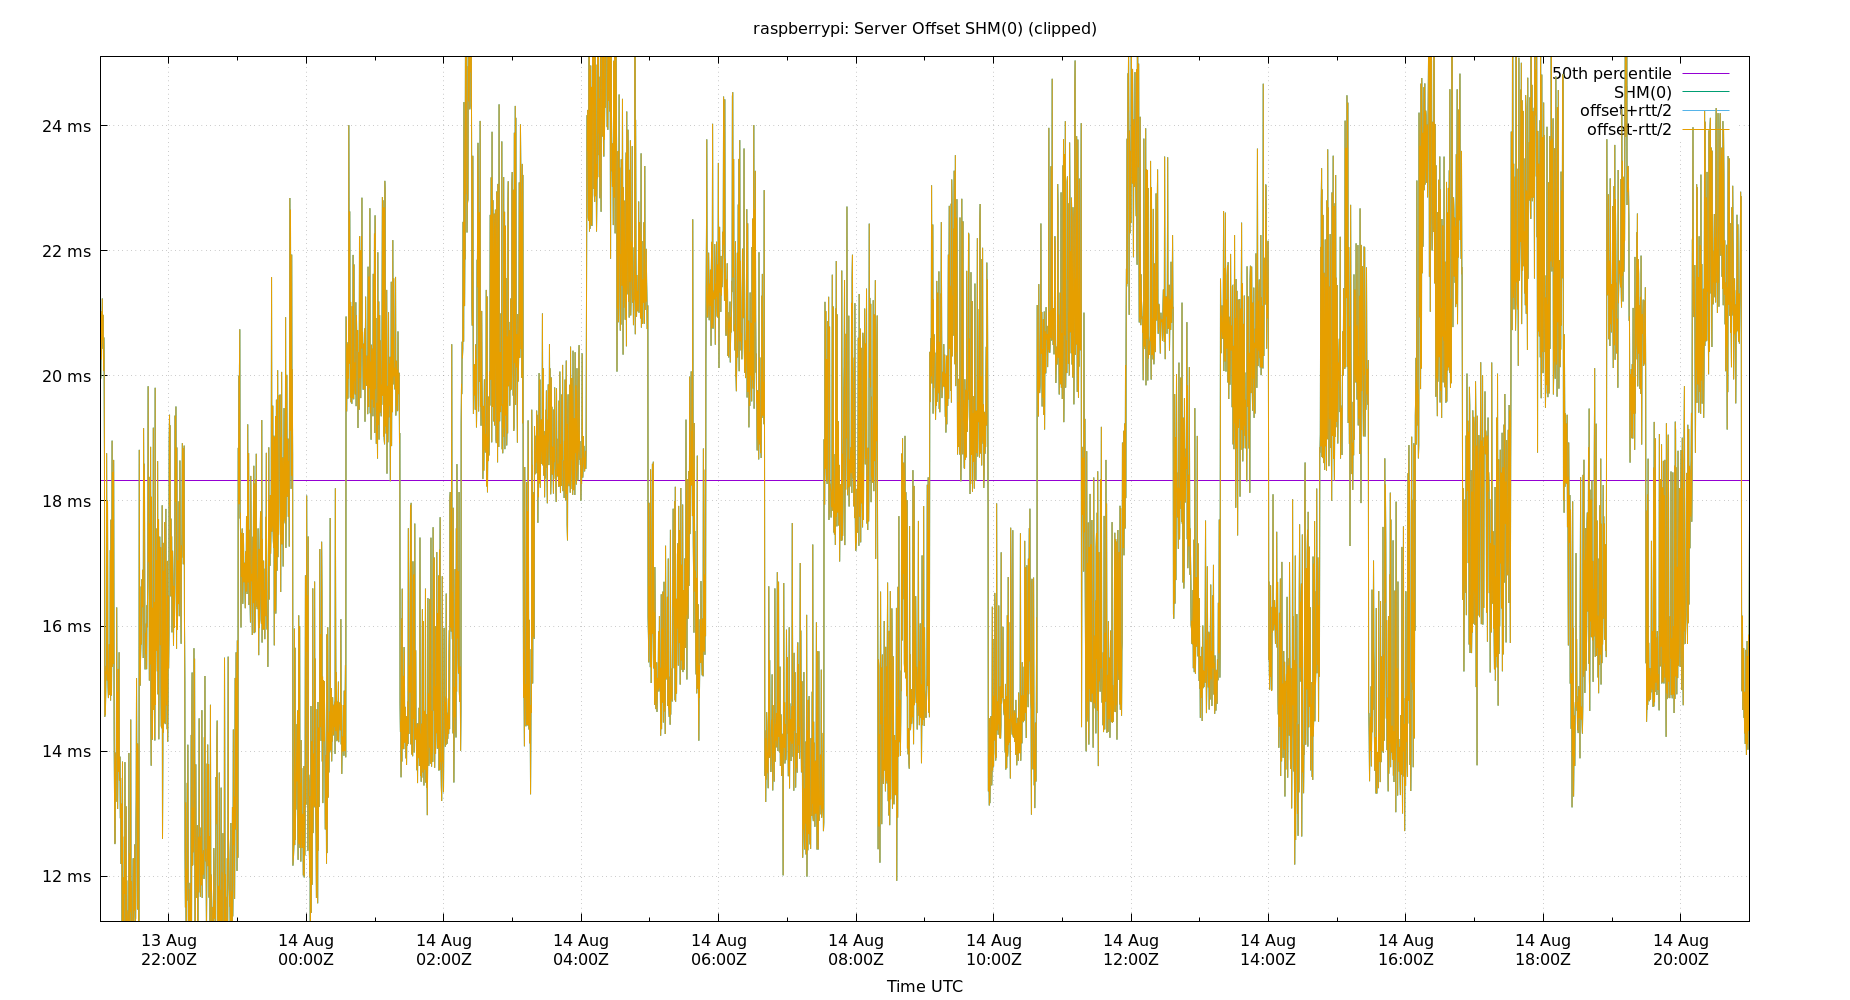 raspberrypi: Server Offset SHM(0) (clipped)
50th percentile
SHM(0)
offset+rtt/2
offset-rtt/2
24 ms
22 ms
20 ms
18 ms
16 ms
14 ms
12 ms
13 Aug 14 Aug 14 Aug 14 Aug 14 Aug 14 Aug 14 Aug 14 Aug 14 Aug 14 Aug 14 Aug 14 Aug
22:00Z 00:00Z 02:00Z 04:00Z 06:00Z 08:00Z 10:00Z 12:00Z 14:00Z 16:00Z 18:00Z 20:00Z
Time UTC